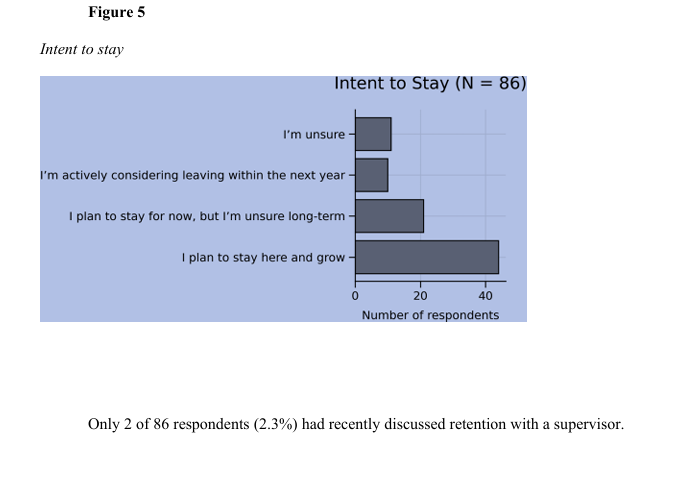 Figure 5
Intent to stay
Intent to Stay (N = 86)
I'm unsure
I'm actively considering leaving within the next year
I plan to stay for now, but I'm unsure long-term
I plan to stay here and grow
0 20 40
Number of respondents
Only 2 of 86 respondents (2.3%) had recently discussed retention with a supervisor.